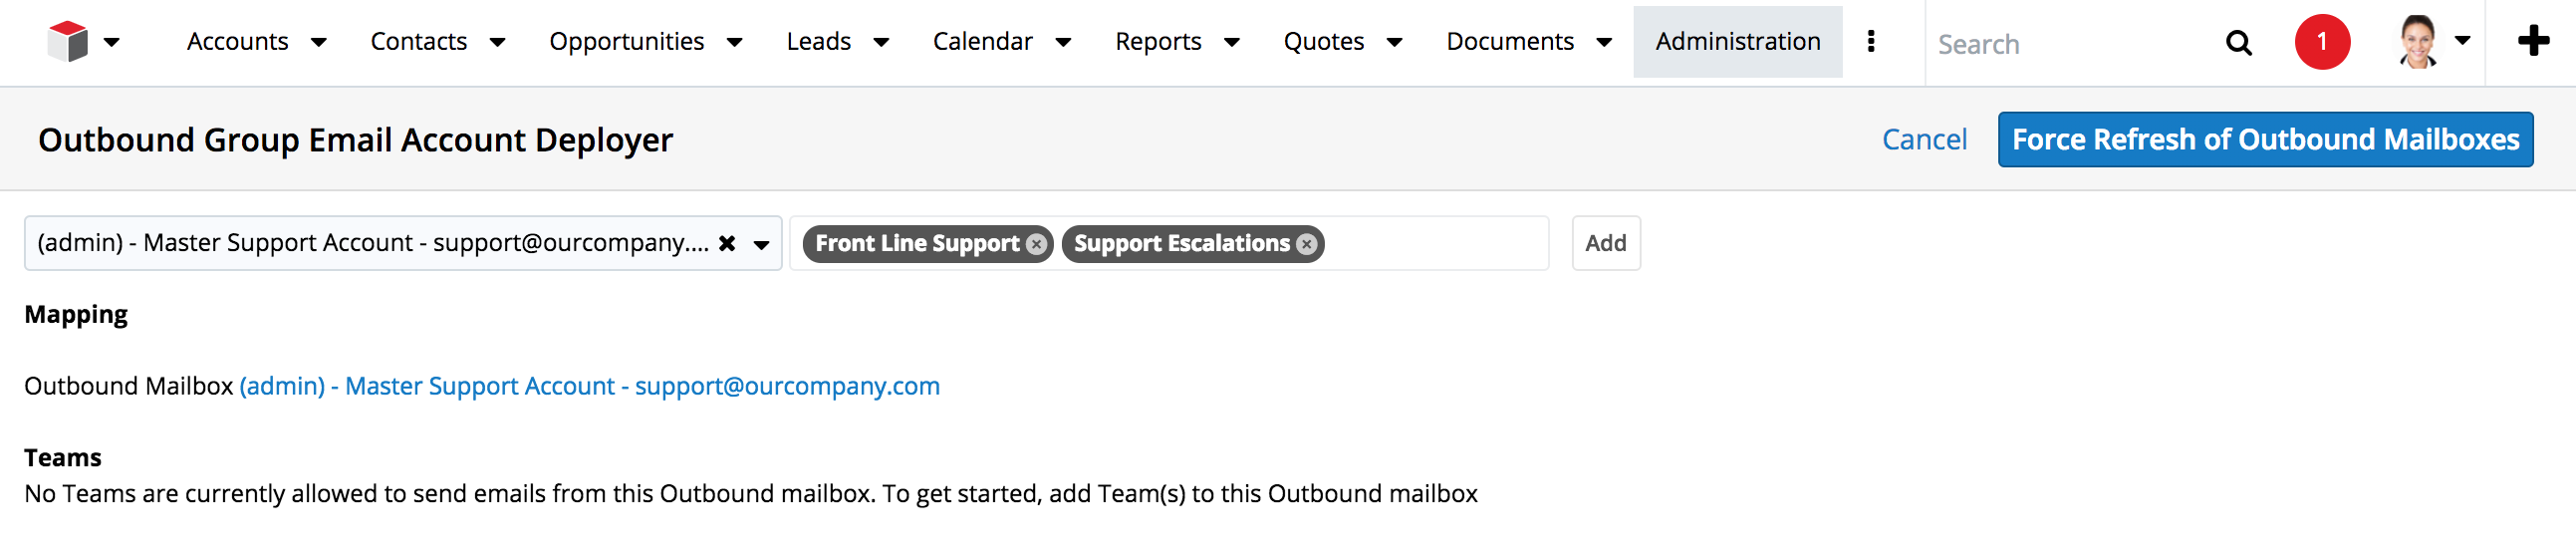 Accounts Contacts Opportunities Leads Calendar Reports Quotes Documents Administration Search 1
Outbound Group Email Account Deployer Cancel Force Refresh of Outbound Mailboxes
(admin) - Master Support Account - support@ourcompany.... Front Line Support Support Escalations Add
Mapping
Outbound Mailbox (admin) - Master Support Account - support@ourcompany.com
Teams
No Teams are currently allowed to send emails from this Outbound mailbox. To get started, add Team(s) to this Outbound mailbox